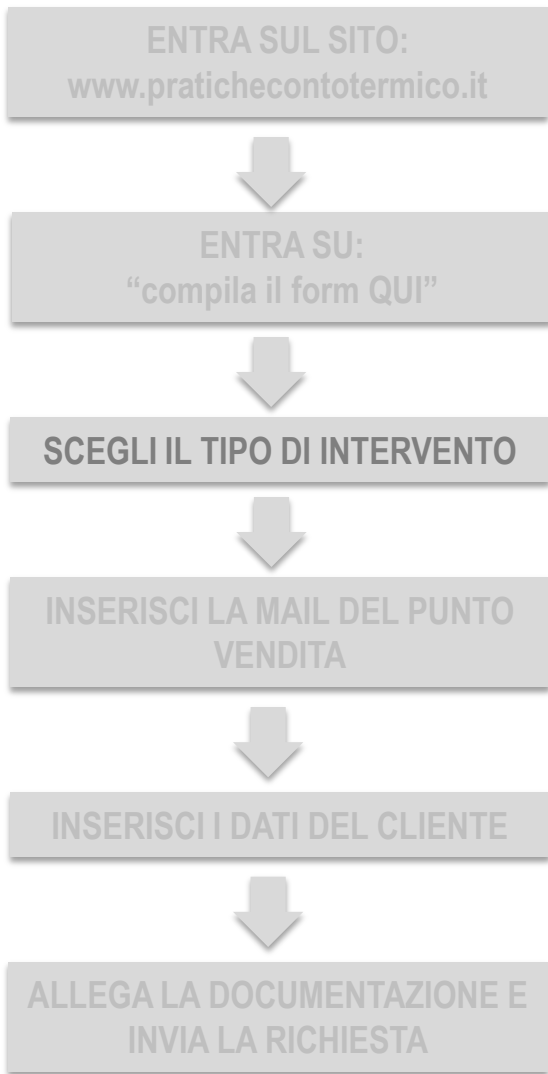 ENTRA SUL SITO:
www.pratichecontotermico.it
ENTRA SU:
“compila il form QUI”
SCEGLI IL TIPO DI INTERVENTO
INSERISCI LA MAIL DEL PUNTO
VENDITA
INSERISCI I DATI DEL CLIENTE
ALLEGA LA DOCUMENTAZIONE E
INVIA LA RICHIESTA